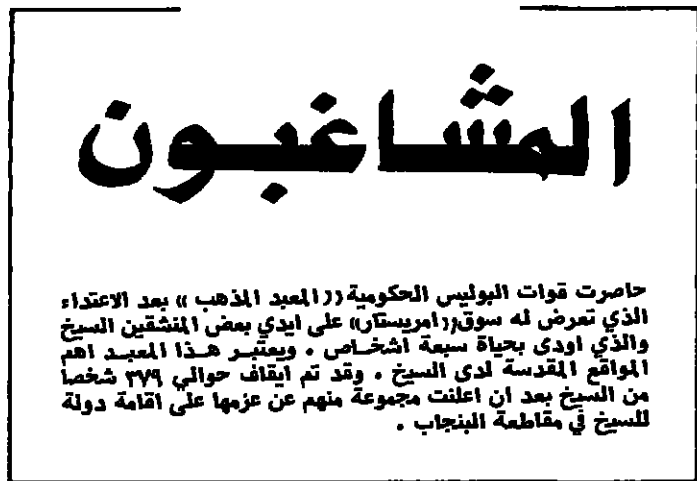 المشاغبون
حاصرت قوات البوليس الحكومية ((المعبد المذهب)) بعد الاعتداء
الذي تعرض له سوق ((امريستار)) على ايدي بعض المنشقين السيخ
والذي اودى بحياة سبعة اشخاص . ويعتبر هذا المعبد اهم
المواقع المقدسة لدى السيخ . وقد تم ايقاف حوالي ٣٧٩ شخصا
من السيخ بعد ان اعلنت مجموعة منهم عن عزمها على اقامة دولة
للسيخ في مقاطعة البنجاب .